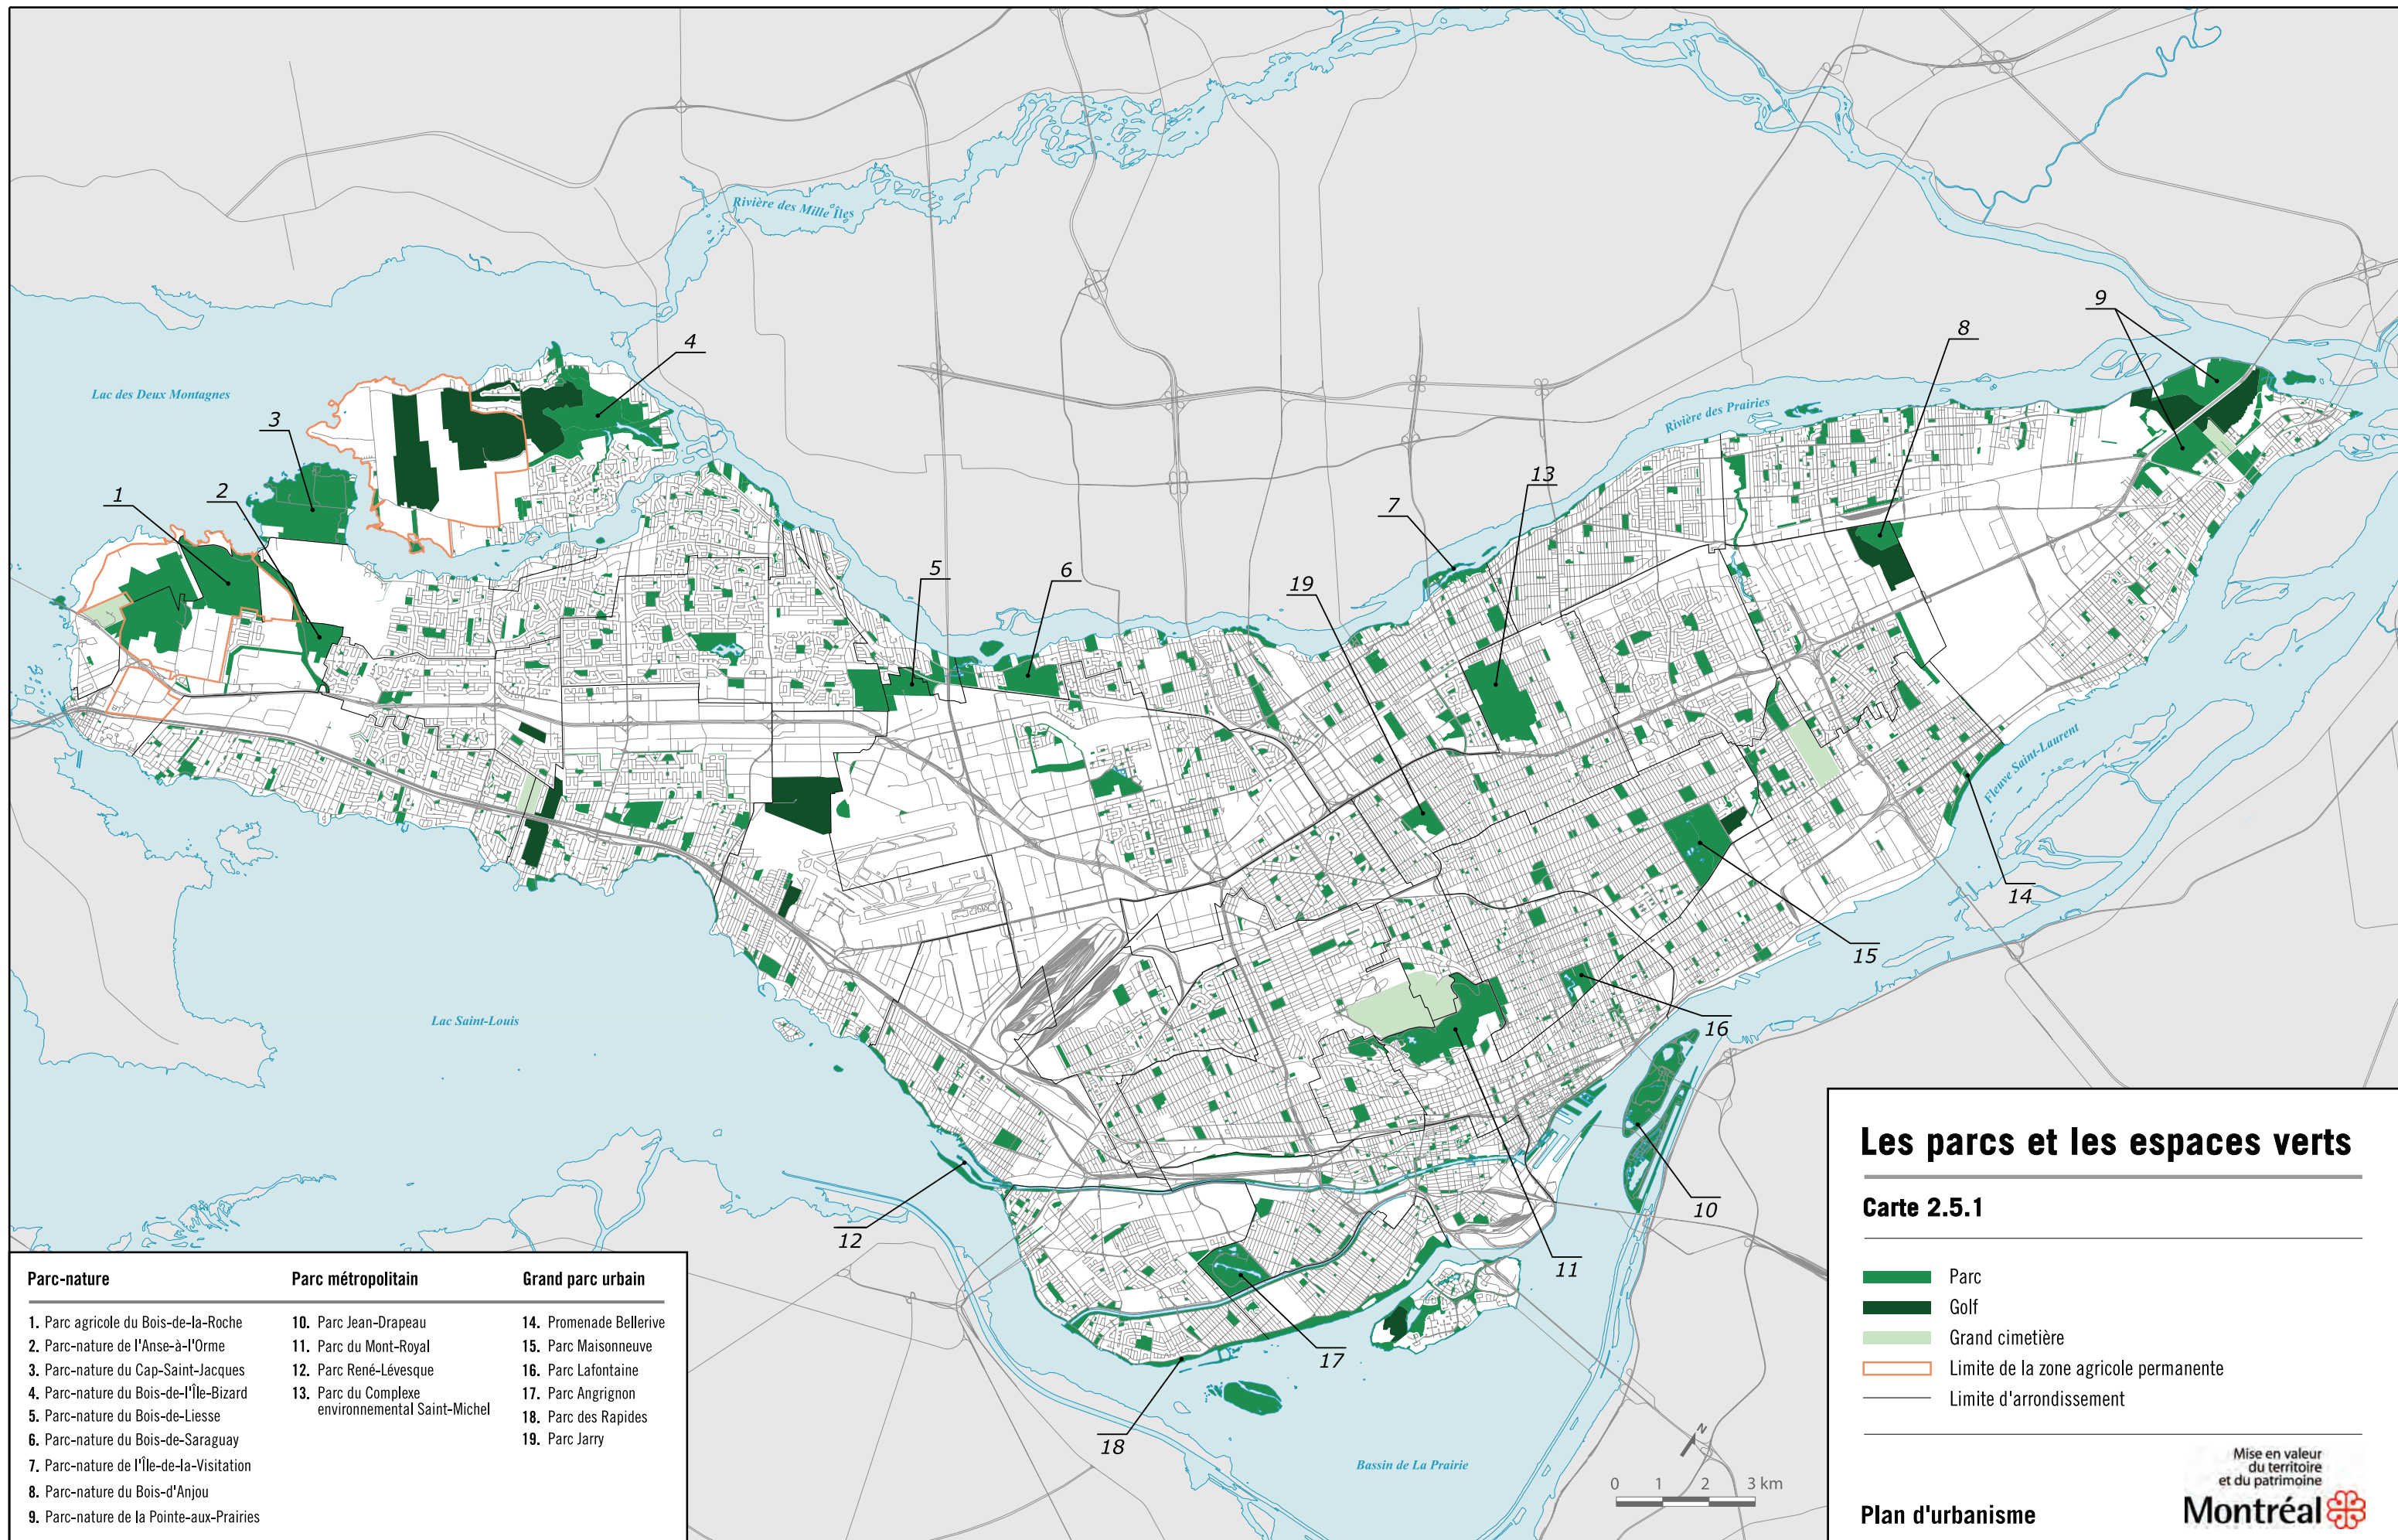 Rivière des Mille Îles
Lac des Deux Montagnes
Rivière des Prairies
Fleuve Saint-Laurent
Lac Saint-Louis
Bassin de La Prairie
1
2
3
4
5
6
7
8
9
10
11
12
13
14
15
16
17
18
19
Parc-nature
1. Parc agricole du Bois-de-la-Roche
2. Parc-nature de l'Anse-à-l'Orme
3. Parc-nature du Cap-Saint-Jacques
4. Parc-nature du Bois-de-l'Île-Bizard
5. Parc-nature du Bois-de-Liesse
6. Parc-nature du Bois-de-Saraguay
7. Parc-nature de l'Île-de-la-Visitation
8. Parc-nature du Bois-d'Anjou
9. Parc-nature de la Pointe-aux-Prairies
Parc métropolitain
10. Parc Jean-Drapeau
11. Parc du Mont-Royal
12. Parc René-Lévesque
13. Parc du Complexe
environnemental Saint-Michel
Grand parc urbain
14. Promenade Bellerive
15. Parc Maisonneuve
16. Parc Lafontaine
17. Parc Angrignon
18. Parc des Rapides
19. Parc Jarry
N
0 1 2 3 km
Les parcs et les espaces verts
Carte 2.5.1
Parc
Golf
Grand cimetière
Limite de la zone agricole permanente
Limite d'arrondissement
Plan d'urbanisme
Mise en valeur
du territoire
et du patrimoine
Montréal